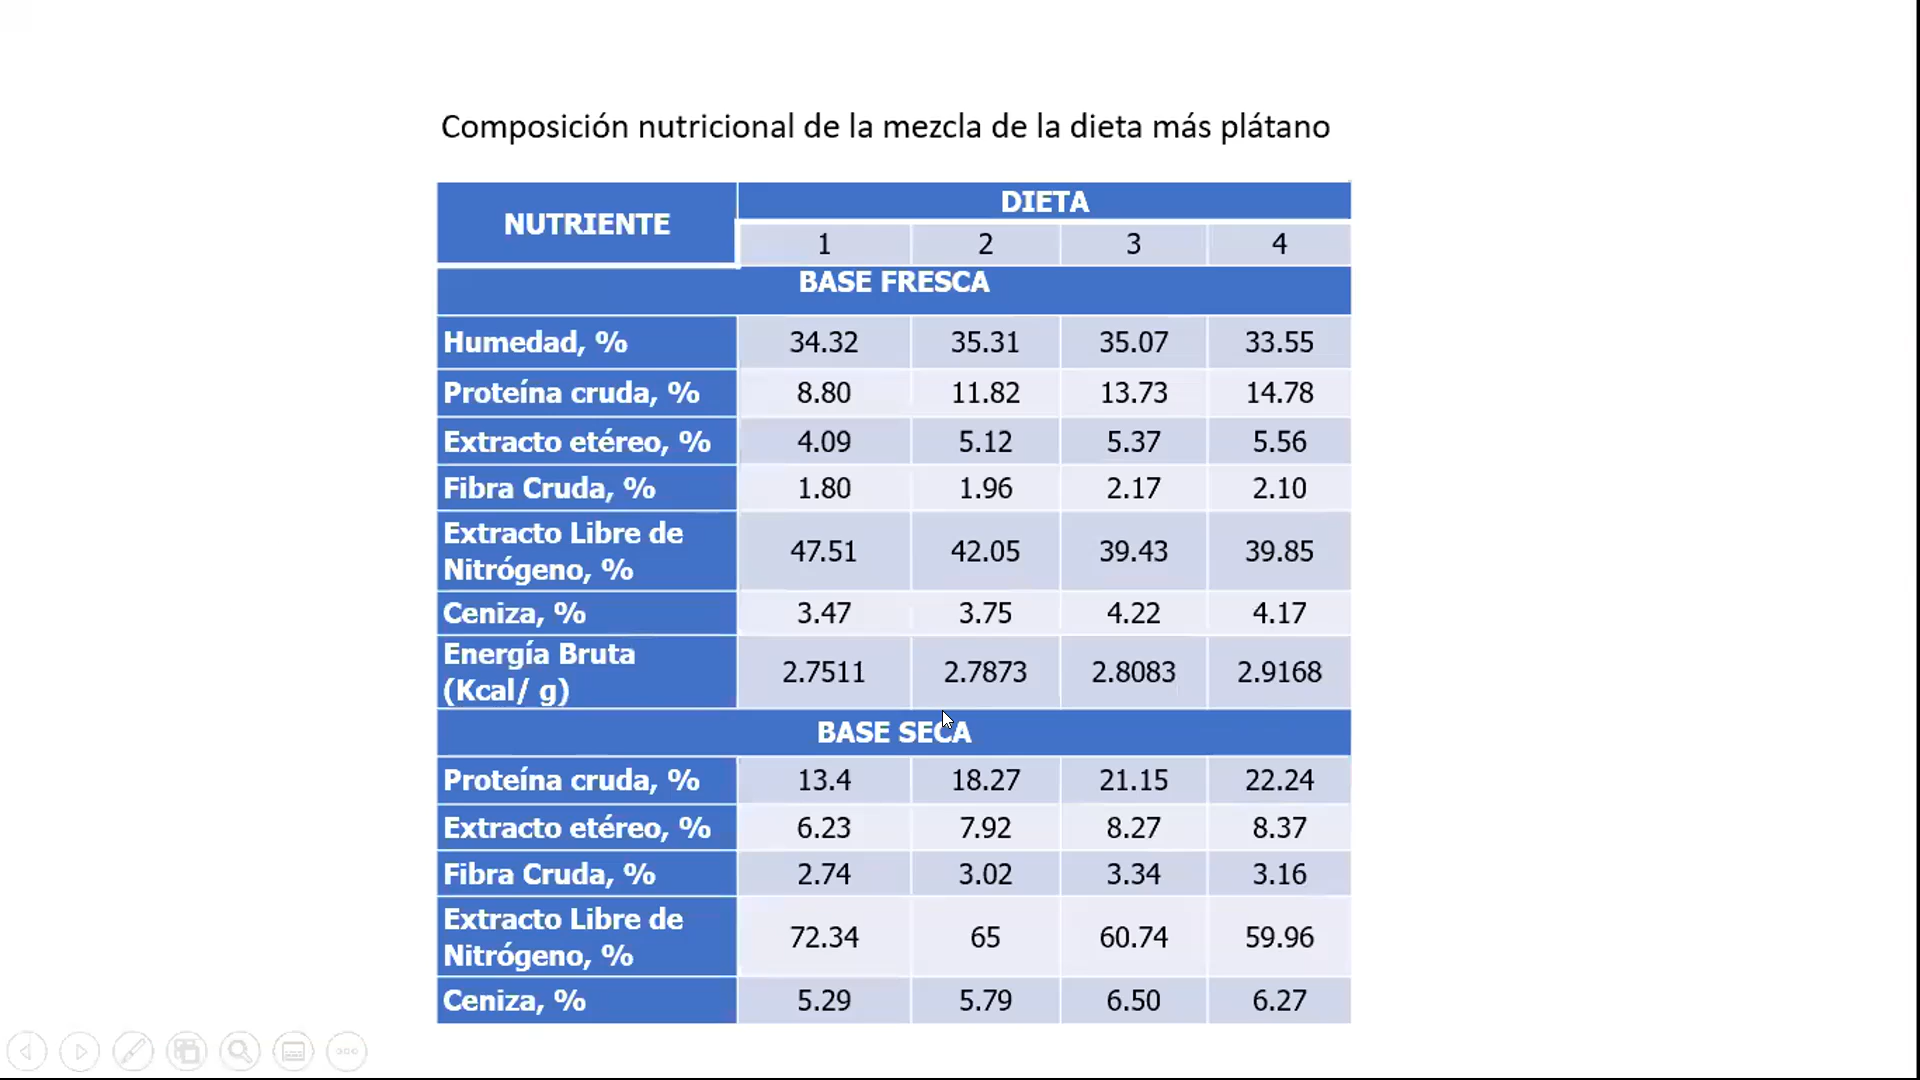 Composición nutricional de la mezcla de la dieta más plátano
NUTRIENTE
DIETA
1 2 3 4
BASE FRESCA
Humedad, % 34.32 35.31 35.07 33.55
Proteína cruda, % 8.80 11.82 13.73 14.78
Extracto etéreo, % 4.09 5.12 5.37 5.56
Fibra Cruda, % 1.80 1.96 2.17 2.10
Extracto Libre de
Nitrógeno, % 47.51 42.05 39.43 39.85
Ceniza, % 3.47 3.75 4.22 4.17
Energía Bruta
(Kcal/ g) 2.7511 2.7873 2.8083 2.9168
BASE SECA
Proteína cruda, % 13.4 18.27 21.15 22.24
Extracto etéreo, % 6.23 7.92 8.27 8.37
Fibra Cruda, % 2.74 3.02 3.34 3.16
Extracto Libre de
Nitrógeno, % 72.34 65 60.74 59.96
Ceniza, % 5.29 5.79 6.50 6.27